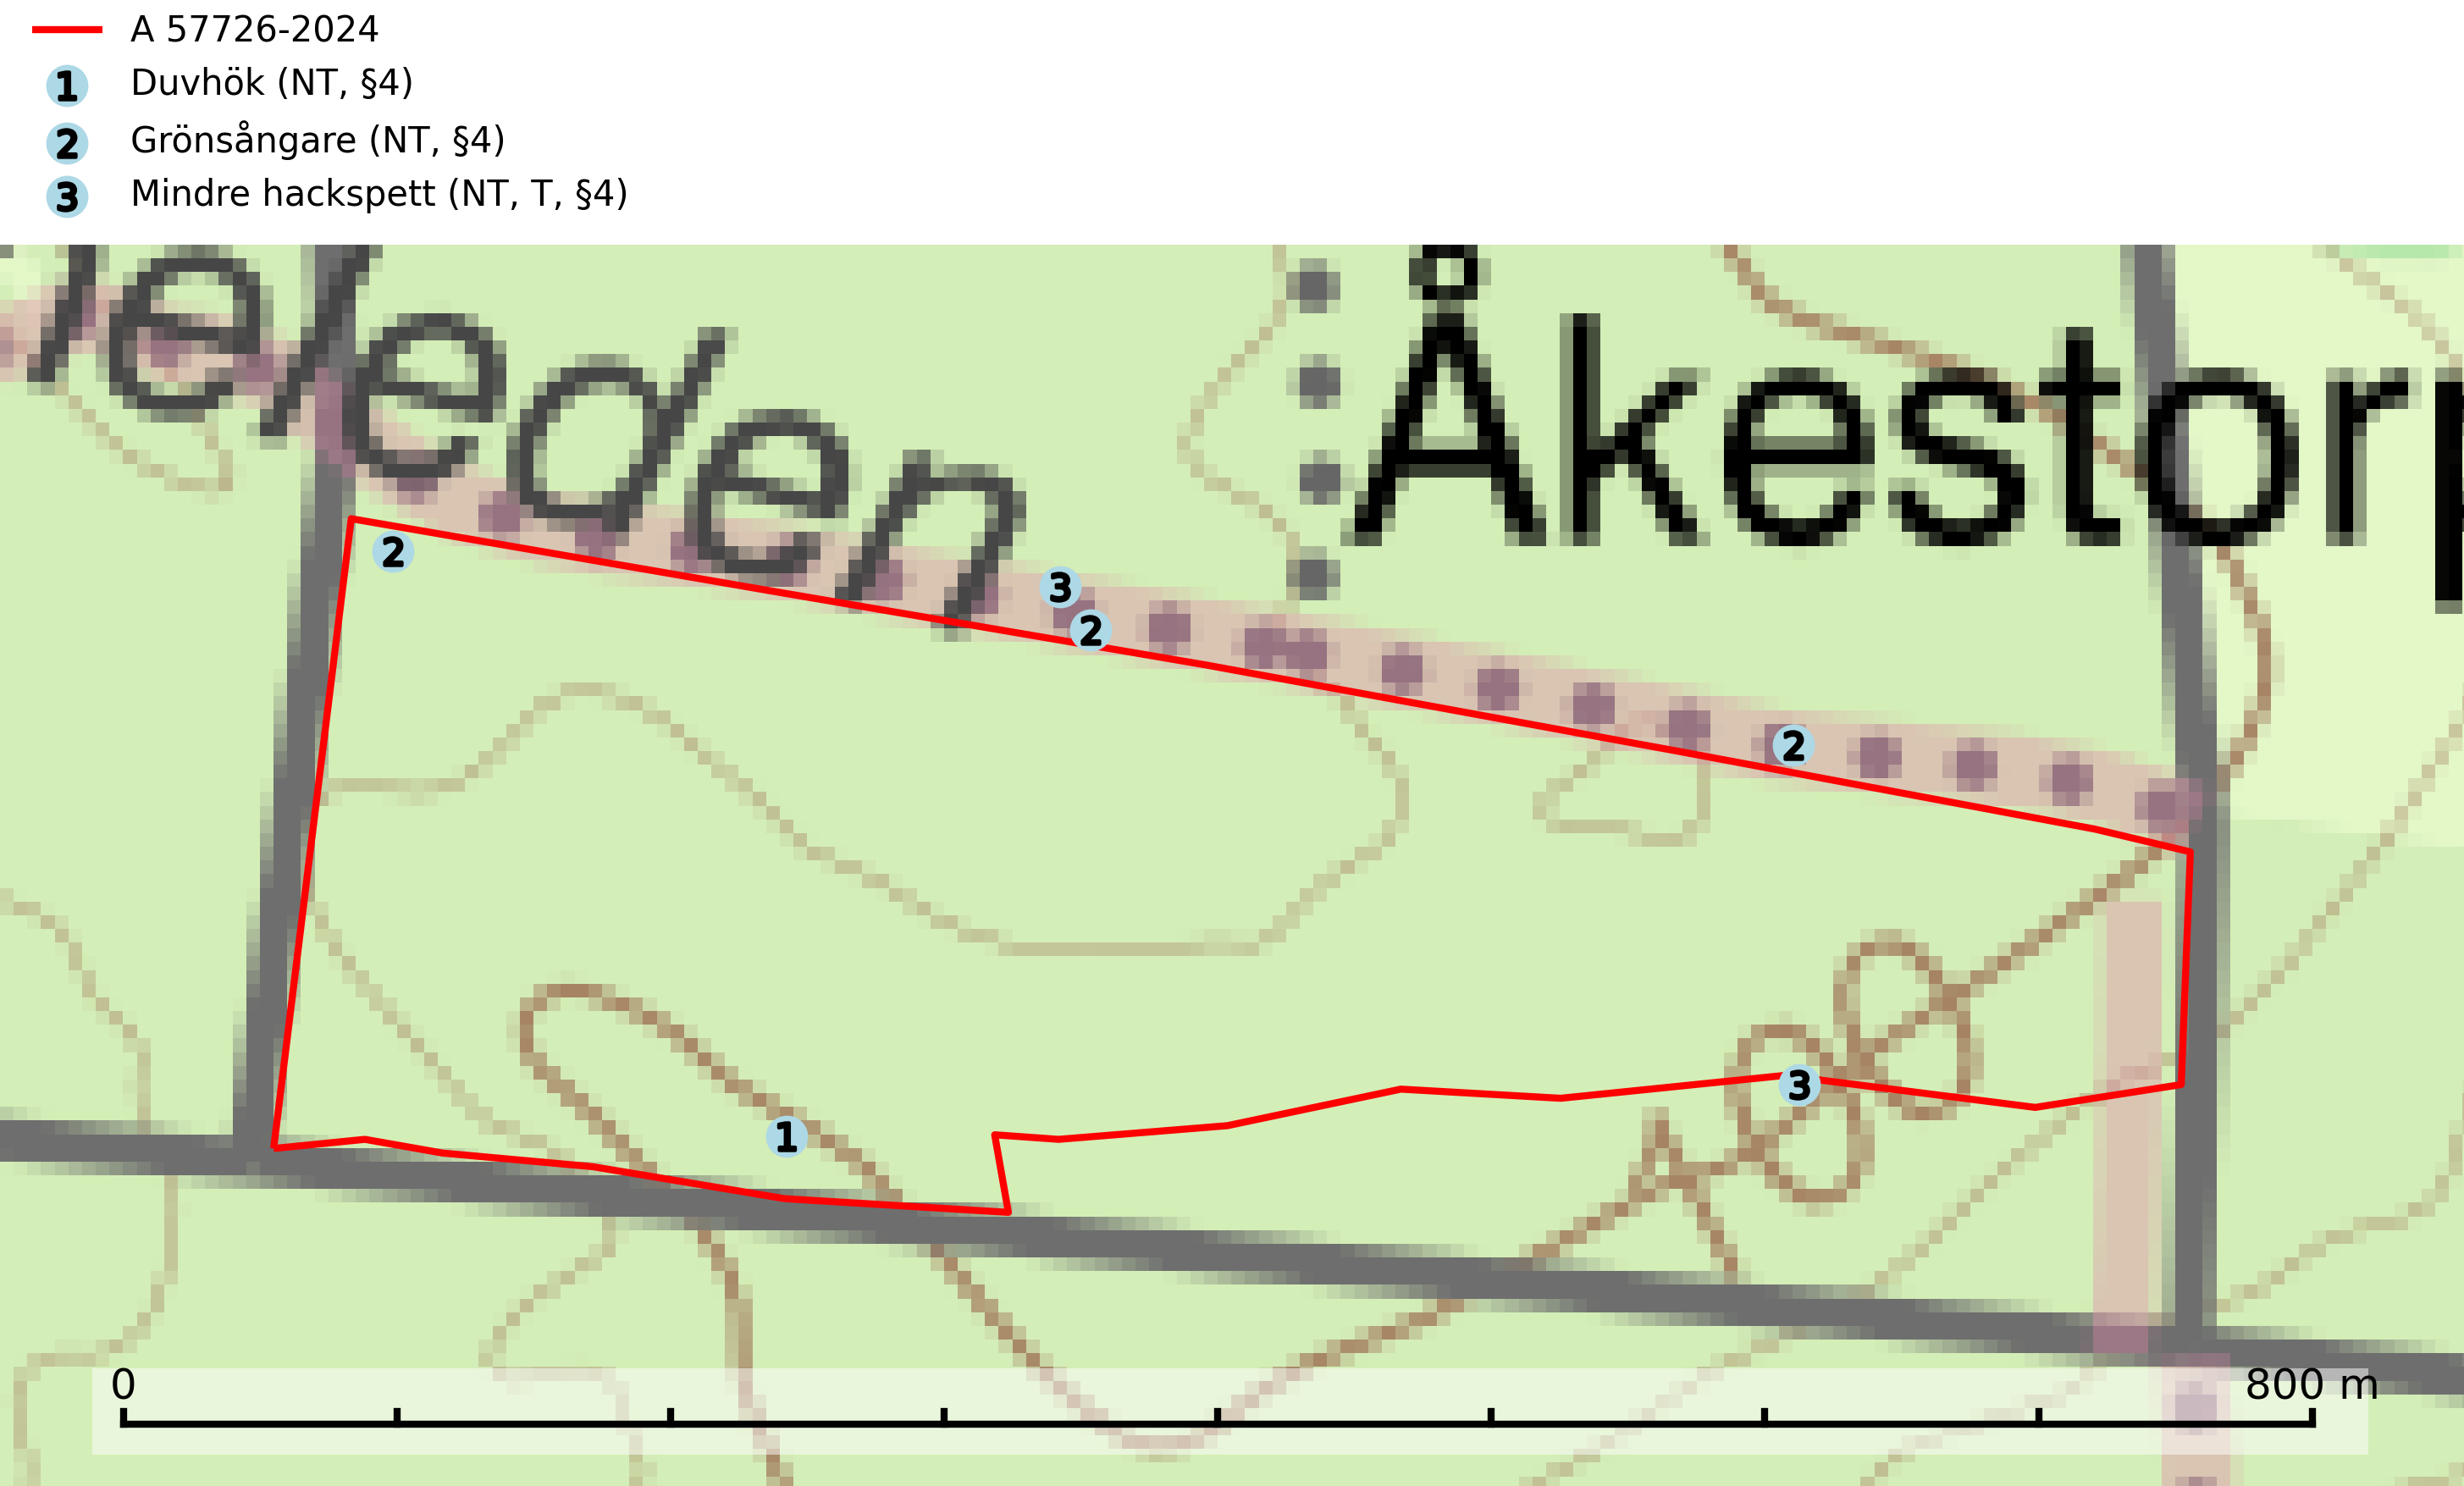 A 57726-2024
1 Duvhök (NT, §4)
2 Grönsångare (NT, §4)
3 Mindre hackspett (NT, T, §4)
leleden
Åkestorp
2
3
2
2
3
1
0 800 m